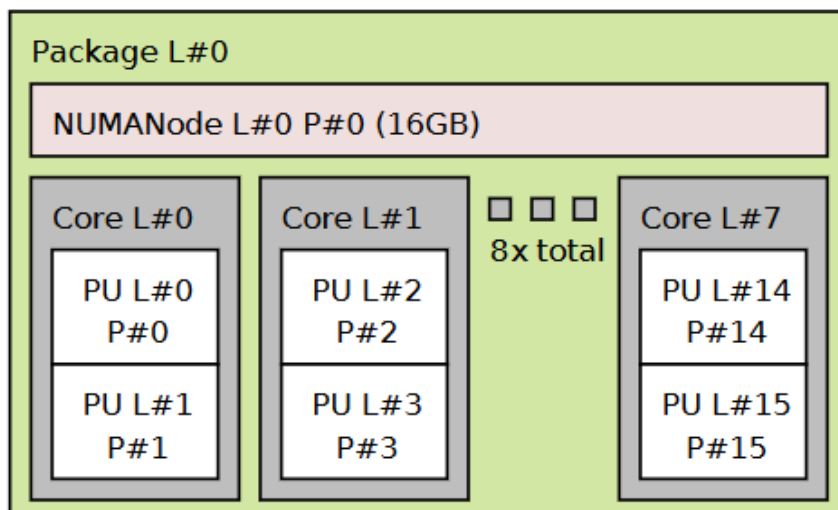 Package L#0
NUMANode L#0 P#0 (16GB)
Core L#0
PU L#0
P#0
PU L#1
P#1
Core L#1
PU L#2
P#2
PU L#3
P#3
8x total
Core L#7
PU L#14
P#14
PU L#15
P#15